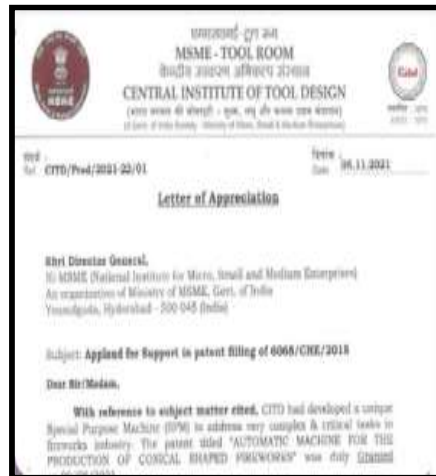 एमएसएमई-टूल रूम
MSME - TOOL ROOM
CENTRAL INSTITUTE OF TOOL DESIGN
Citd
MSME
Ref CITD/Prod/2021-22/01
Date 06.11.2021
Letter of Appreciation
Shri Director General,
Ni MSME (National Institute for Micro, Small and Medium Enterprises)
An organization of Ministry of MSME, Govt. of India
Yousufguda, Hyderabad - 500 045 (India)
Subject: Applaud for Support in patent filing of 6068/CHE/2015
Dear Sir/Madam,
With reference to subject matter cited, CITD had developed a unique
Special Purpose Machine (SPM) to address very complex & critical tasks in
fireworks industry. The patent titled "AUTOMATIC MACHINE FOR THE
PRODUCTION OF CONICAL SHAPED FIREWORKS" was duly Granted